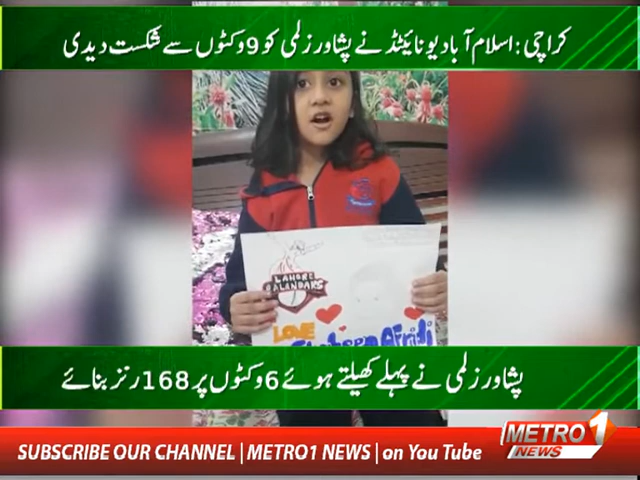 کراچی : اسلام آباد یونائیٹڈ نے پشاور زلمی کو 9 وکٹوں سے شکست دیدی
LAHORE
QALANDARS
LOVE
Shaheen Afridi
پشاور زلمی نے پہلے کھیلتے ہوئے 6 وکٹوں پر 168 رنز بنائے
SUBSCRIBE OUR CHANNEL | METRO1 NEWS | on You Tube
METRO 1
NEWS